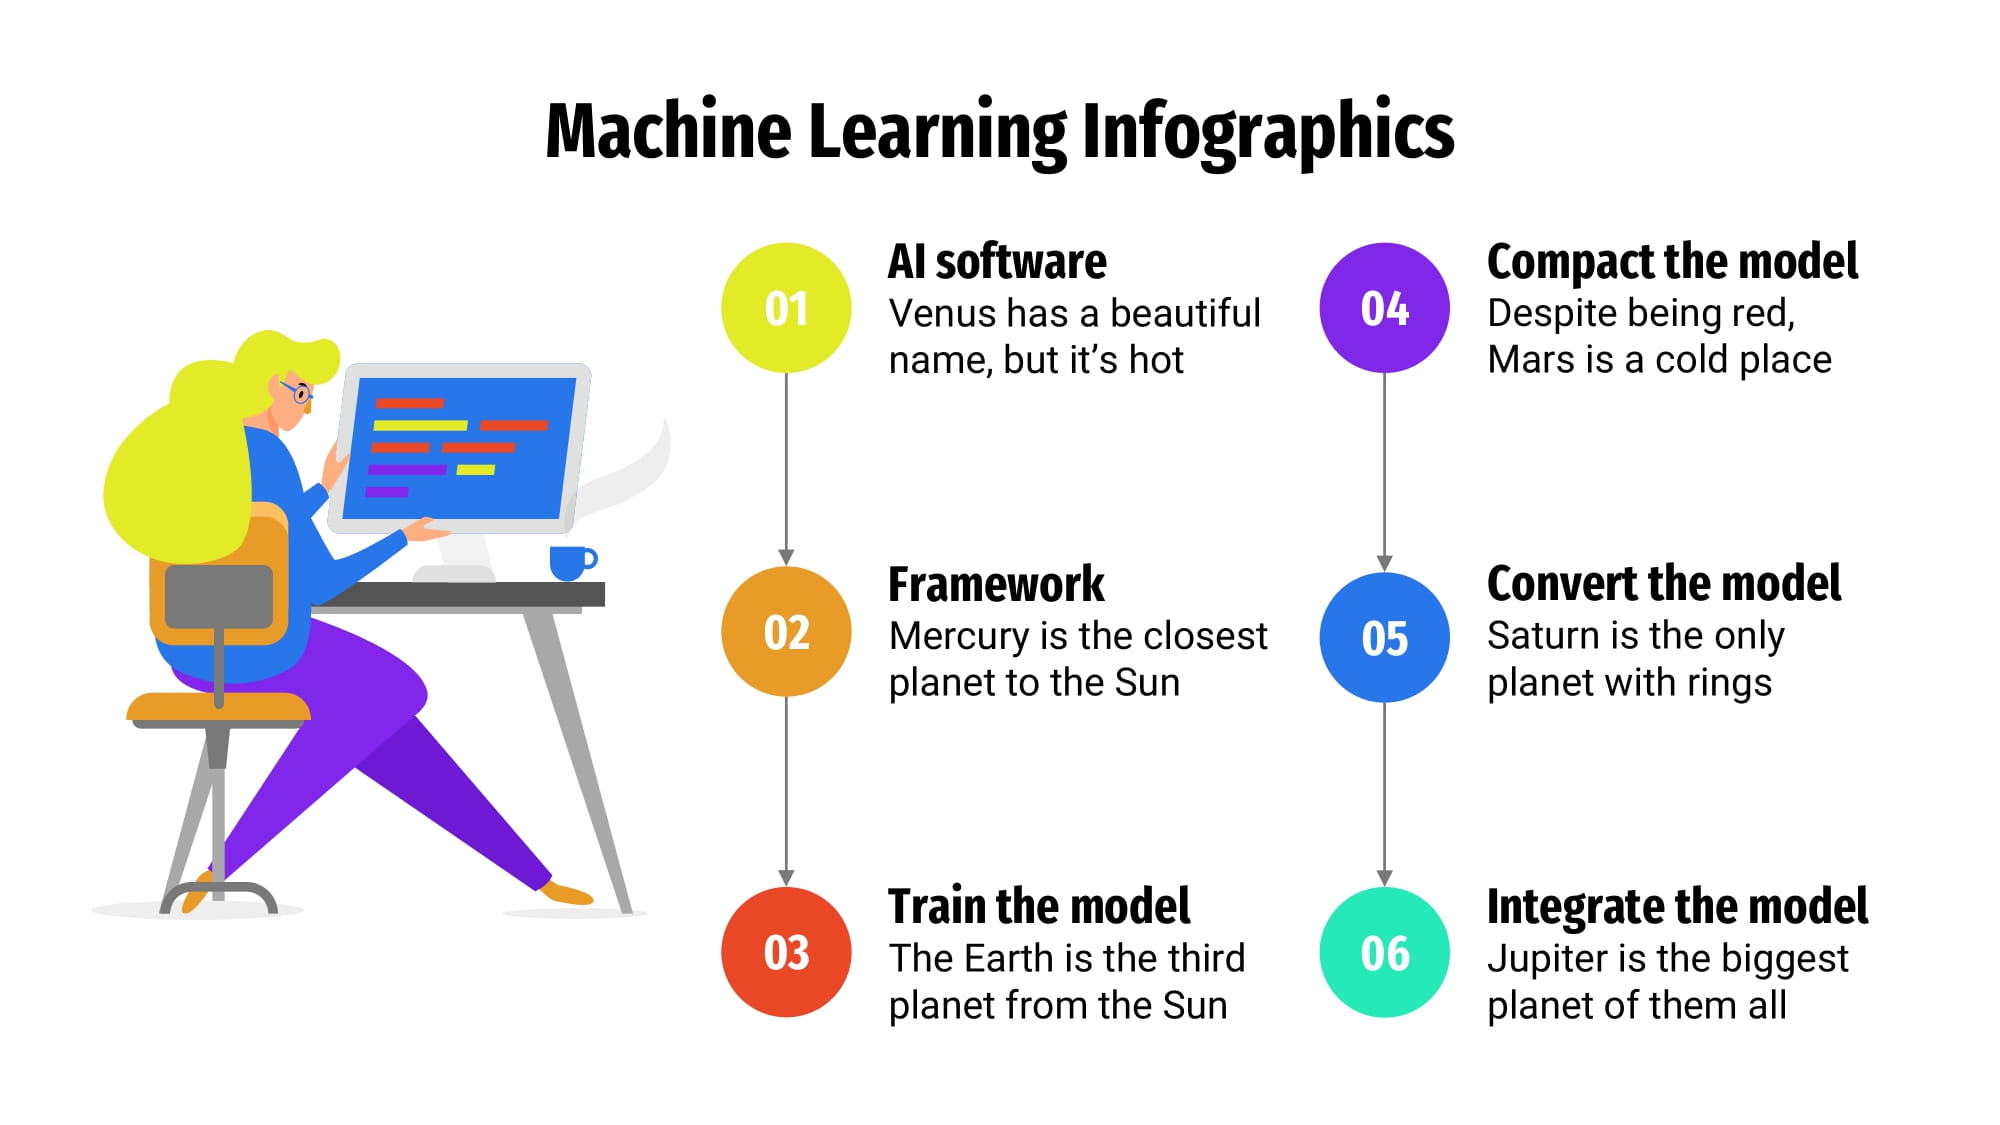 Machine Learning Infographics
01
AI software
Venus has a beautiful
name, but it’s hot
02
Framework
Mercury is the closest
planet to the Sun
03
Train the model
The Earth is the third
planet from the Sun
04
Compact the model
Despite being red,
Mars is a cold place
05
Convert the model
Saturn is the only
planet with rings
06
Integrate the model
Jupiter is the biggest
planet of them all